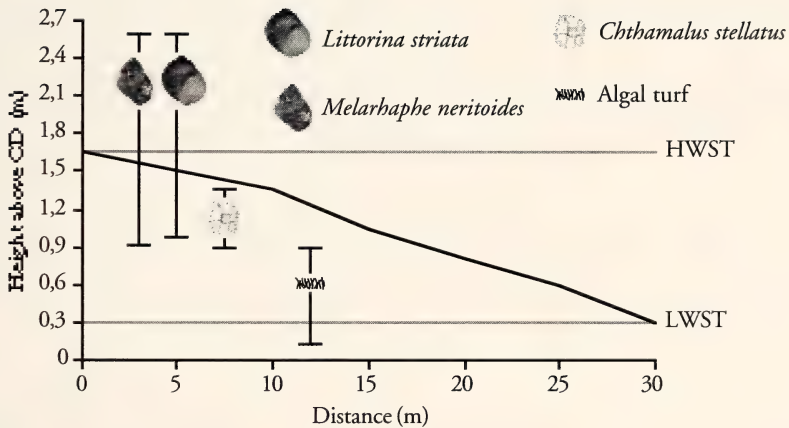 2,7
2,4
2,1
1,8
1,5
1,2
0,9
0,6
0,3
0
Height above CD (m)
Littorina striata
Melarhaphe neritoides
Chthamalus stellatus
Algal turf
HWST
LWST
0 5 10 15 20 25 30
Distance (m)